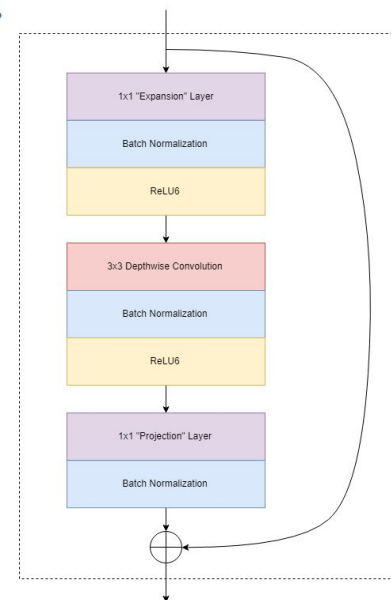 1x1 "Expansion" Layer
Batch Normalization
ReLU6
3x3 Depthwise Convolution
Batch Normalization
ReLU6
1x1 "Projection" Layer
Batch Normalization